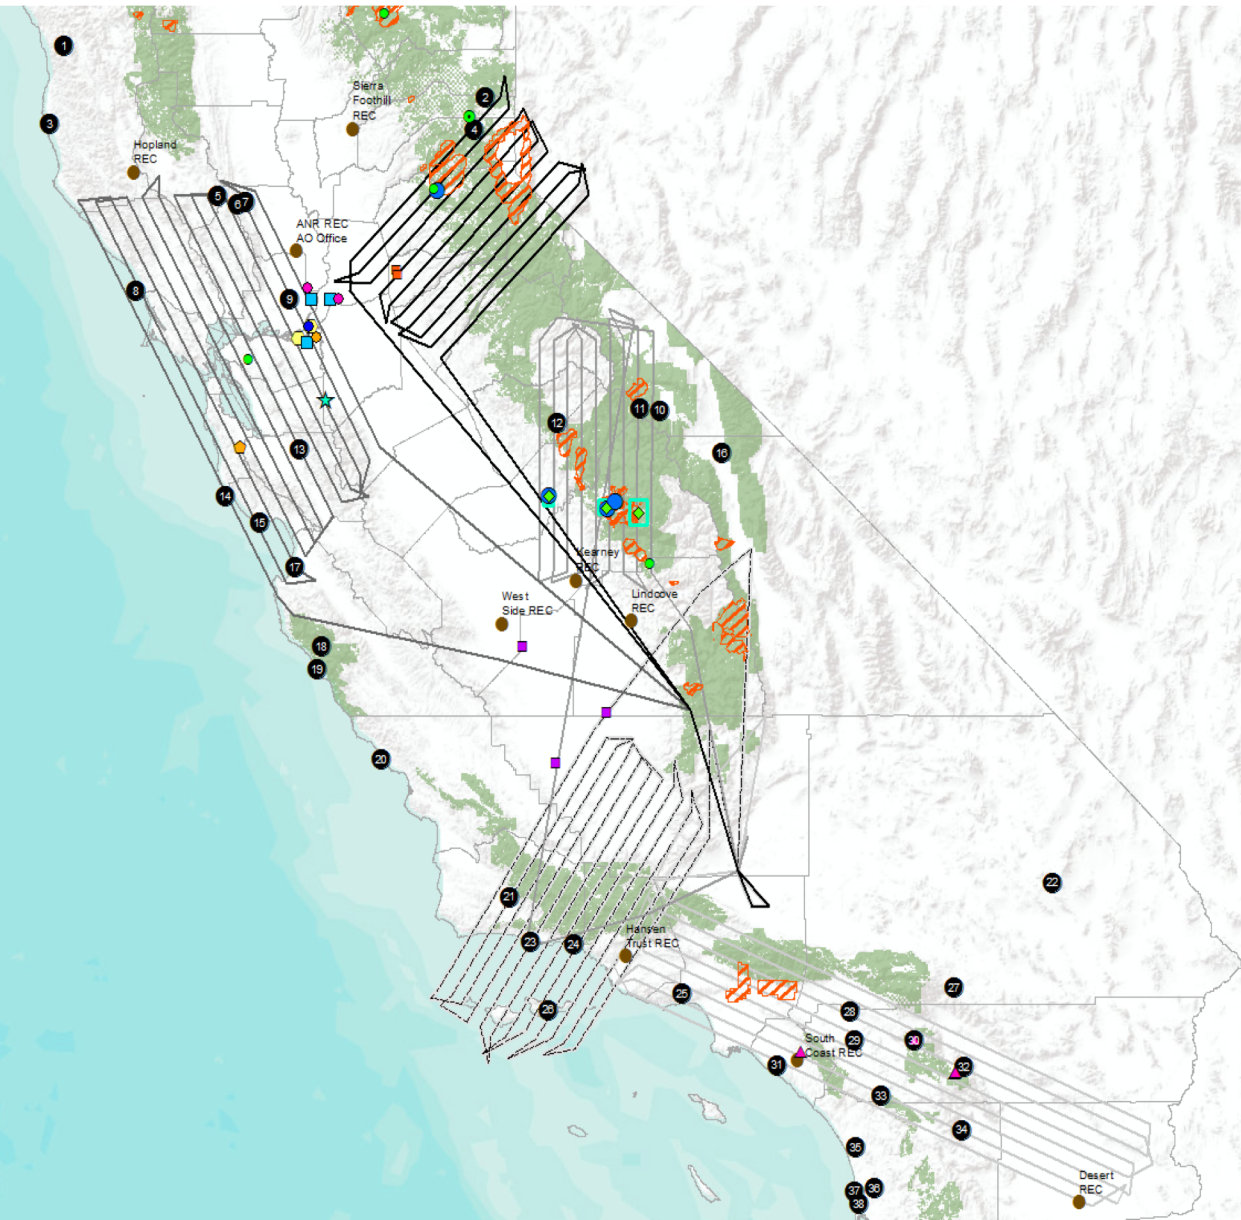 1
2
Sierra
Foothill
REC
3
4
Hopland
REC
5
6
7
ANR REC
AO Office
8
9
10
11
12
13
16
14
15
17
Kearney
REC
West
Side REC
Lindcove
REC
18
19
20
21
22
23
24
Hansen
Trust REC
25
26
27
28
29
30
South
Coast REC
31
32
33
34
35
36
37
38
Desert
REC